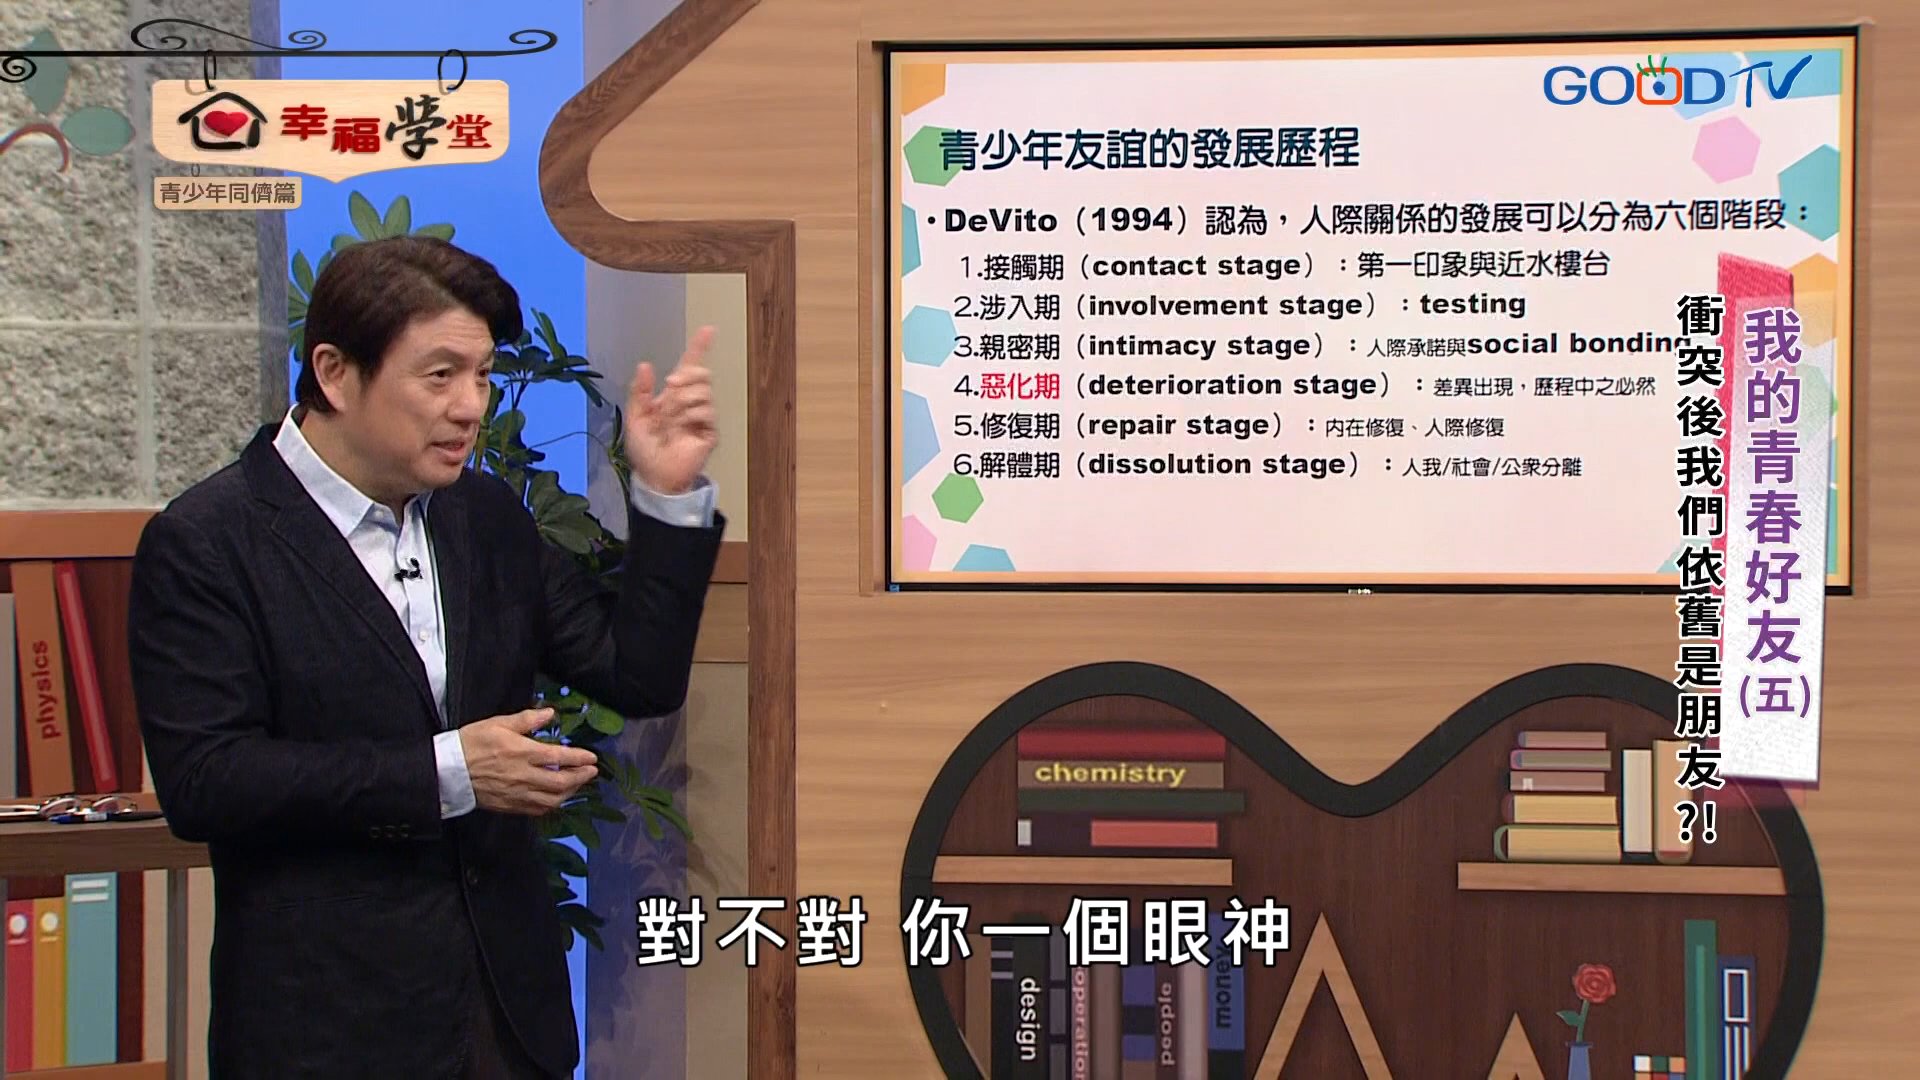 幸福學堂
青少年同儕篇
GOOD TV
青少年友誼的發展歷程
・DeVito（1994）認為，人際關係的發展可以分為六個階段：
1.接觸期（contact stage）：第一印象與近水樓台
2.涉入期（involvement stage）：testing
3.親密期（intimacy stage）：人際承諾與social bonding
4.惡化期（deterioration stage）：差異出現，歷程中之必然
5.修復期（repair stage）：內在修復、人際修復
6.解體期（dissolution stage）：人我/社會/公眾分離
我的青春好友(五)
衝突後我們依舊是朋友?!
physics
chemistry
design
operation
people
money
對不對 你一個眼神